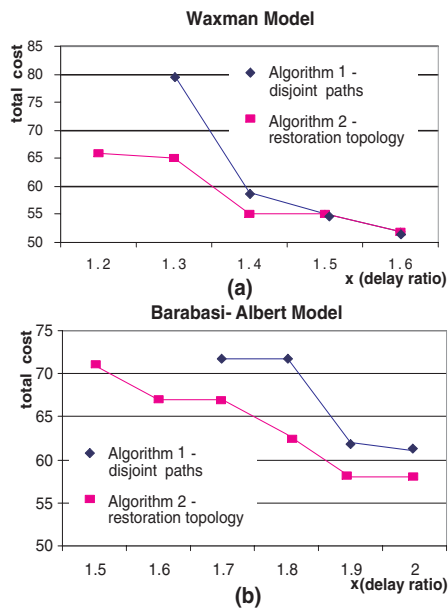 Waxman Model
total cost
85
80
75
70
65
60
55
50
Algorithm 1 -
disjoint paths
Algorithm 2 -
restoration topology
1.2 1.3 1.4 1.5 1.6
x (delay ratio)
(a)
Barabasi- Albert Model
total cost
75
70
65
60
55
50
Algorithm 1 -
disjoint paths
Algorithm 2 -
restoration topology
1.5 1.6 1.7 1.8 1.9 2
x(delay ratio)
(b)